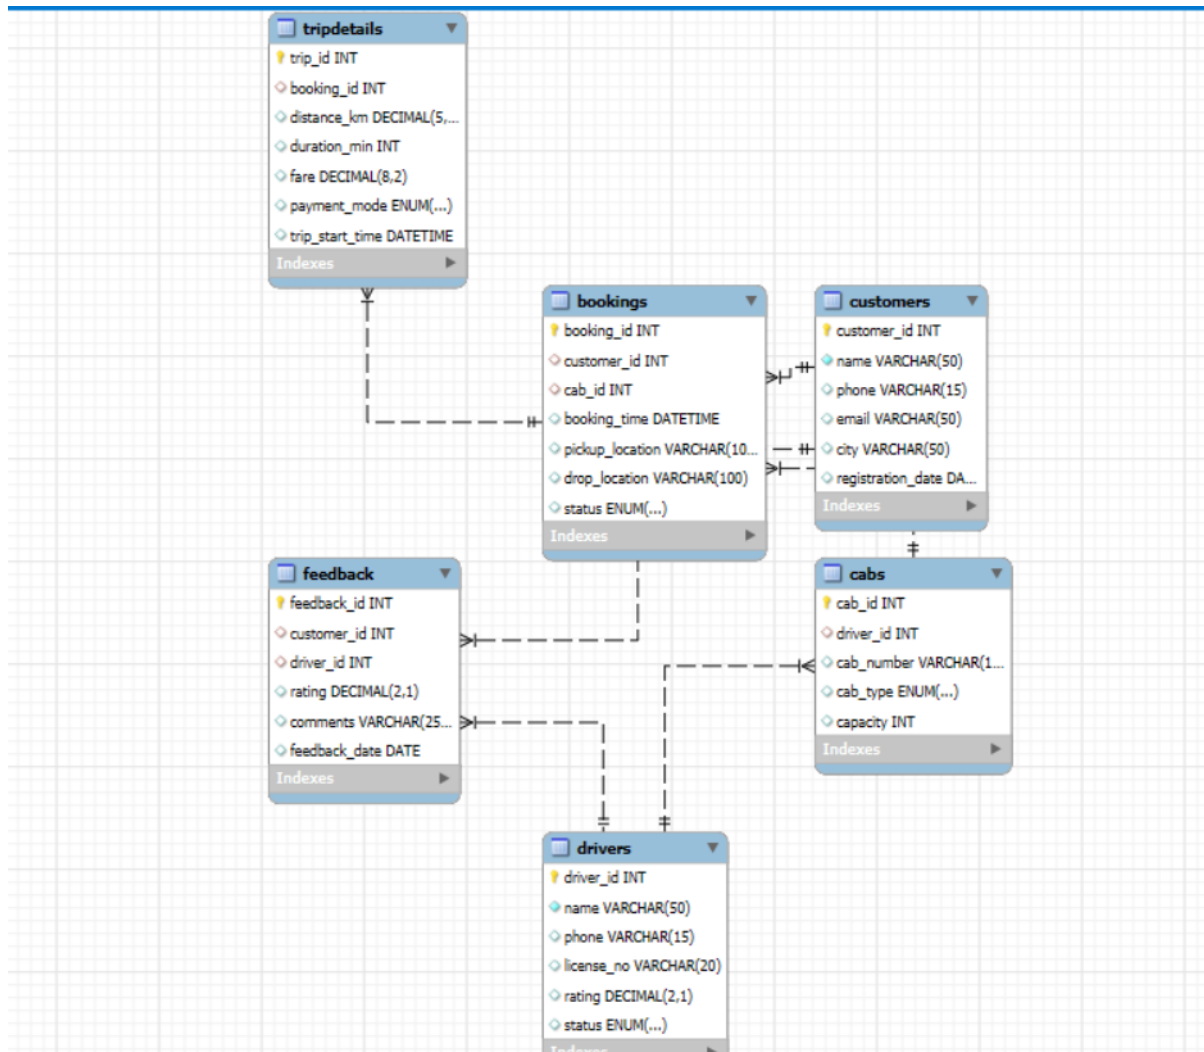 tripdetails
trip_id INT
booking_id INT
distance_km DECIMAL(5,...
duration_min INT
fare DECIMAL(8,2)
payment_mode ENUM(...)
trip_start_time DATETIME
Indexes
bookings
booking_id INT
customer_id INT
cab_id INT
booking_time DATETIME
pickup_location VARCHAR(10...
drop_location VARCHAR(100)
status ENUM(...)
Indexes
customers
customer_id INT
name VARCHAR(50)
phone VARCHAR(15)
email VARCHAR(50)
city VARCHAR(50)
registration_date DA...
Indexes
feedback
feedback_id INT
customer_id INT
driver_id INT
rating DECIMAL(2,1)
comments VARCHAR(25...
feedback_date DATE
Indexes
cabs
cab_id INT
driver_id INT
cab_number VARCHAR(1...
cab_type ENUM(...)
capacity INT
Indexes
drivers
driver_id INT
name VARCHAR(50)
phone VARCHAR(15)
license_no VARCHAR(20)
rating DECIMAL(2,1)
status ENUM(...)
Indexes